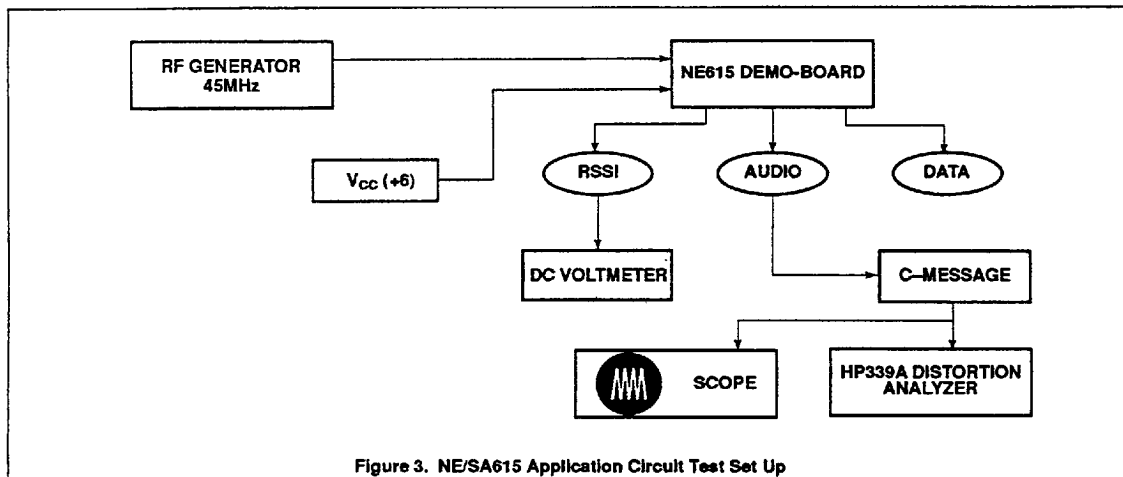 RF GENERATOR
45MHz
NE615 DEMO-BOARD
VCC (+6)
RSSI
AUDIO
DATA
DC VOLTMETER
C–MESSAGE
SCOPE
HP339A DISTORTION
ANALYZER
Figure 3. NE/SA615 Application Circuit Test Set Up